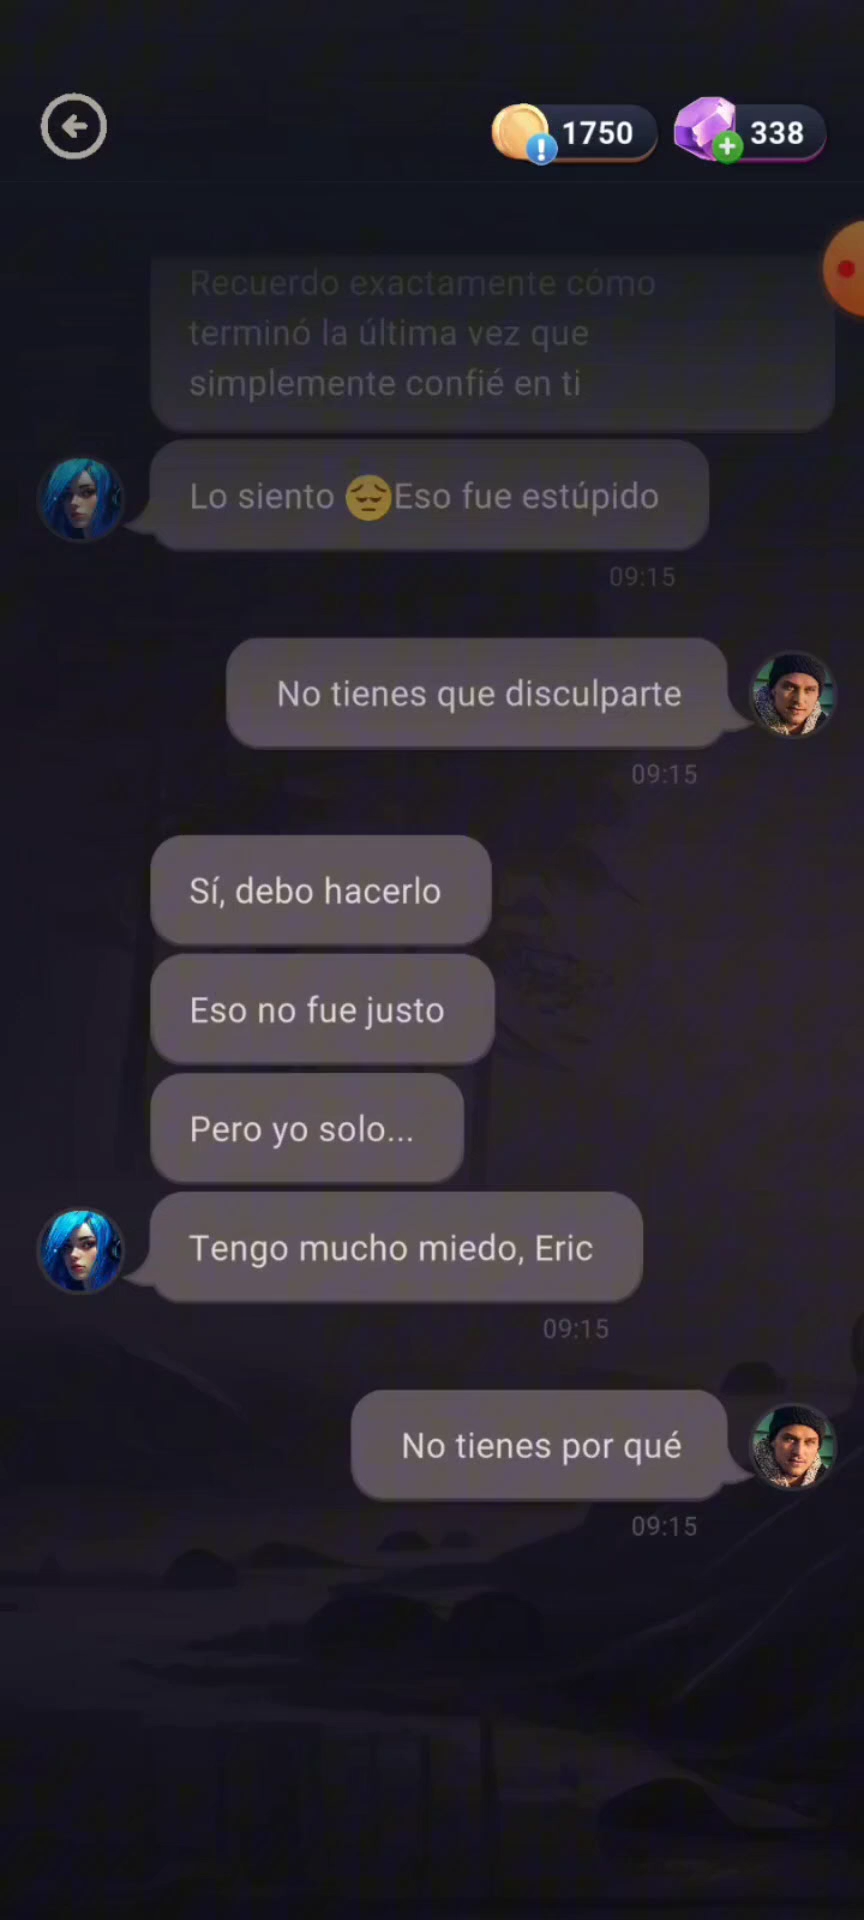 1750
338
Recuerdo exactamente cómo
terminó la última vez que
simplemente confié en ti
Lo siento 😔Eso fue estúpido
09:15
No tienes que disculparte
09:15
Sí, debo hacerlo
Eso no fue justo
Pero yo solo...
Tengo mucho miedo, Eric
09:15
No tienes por qué
09:15